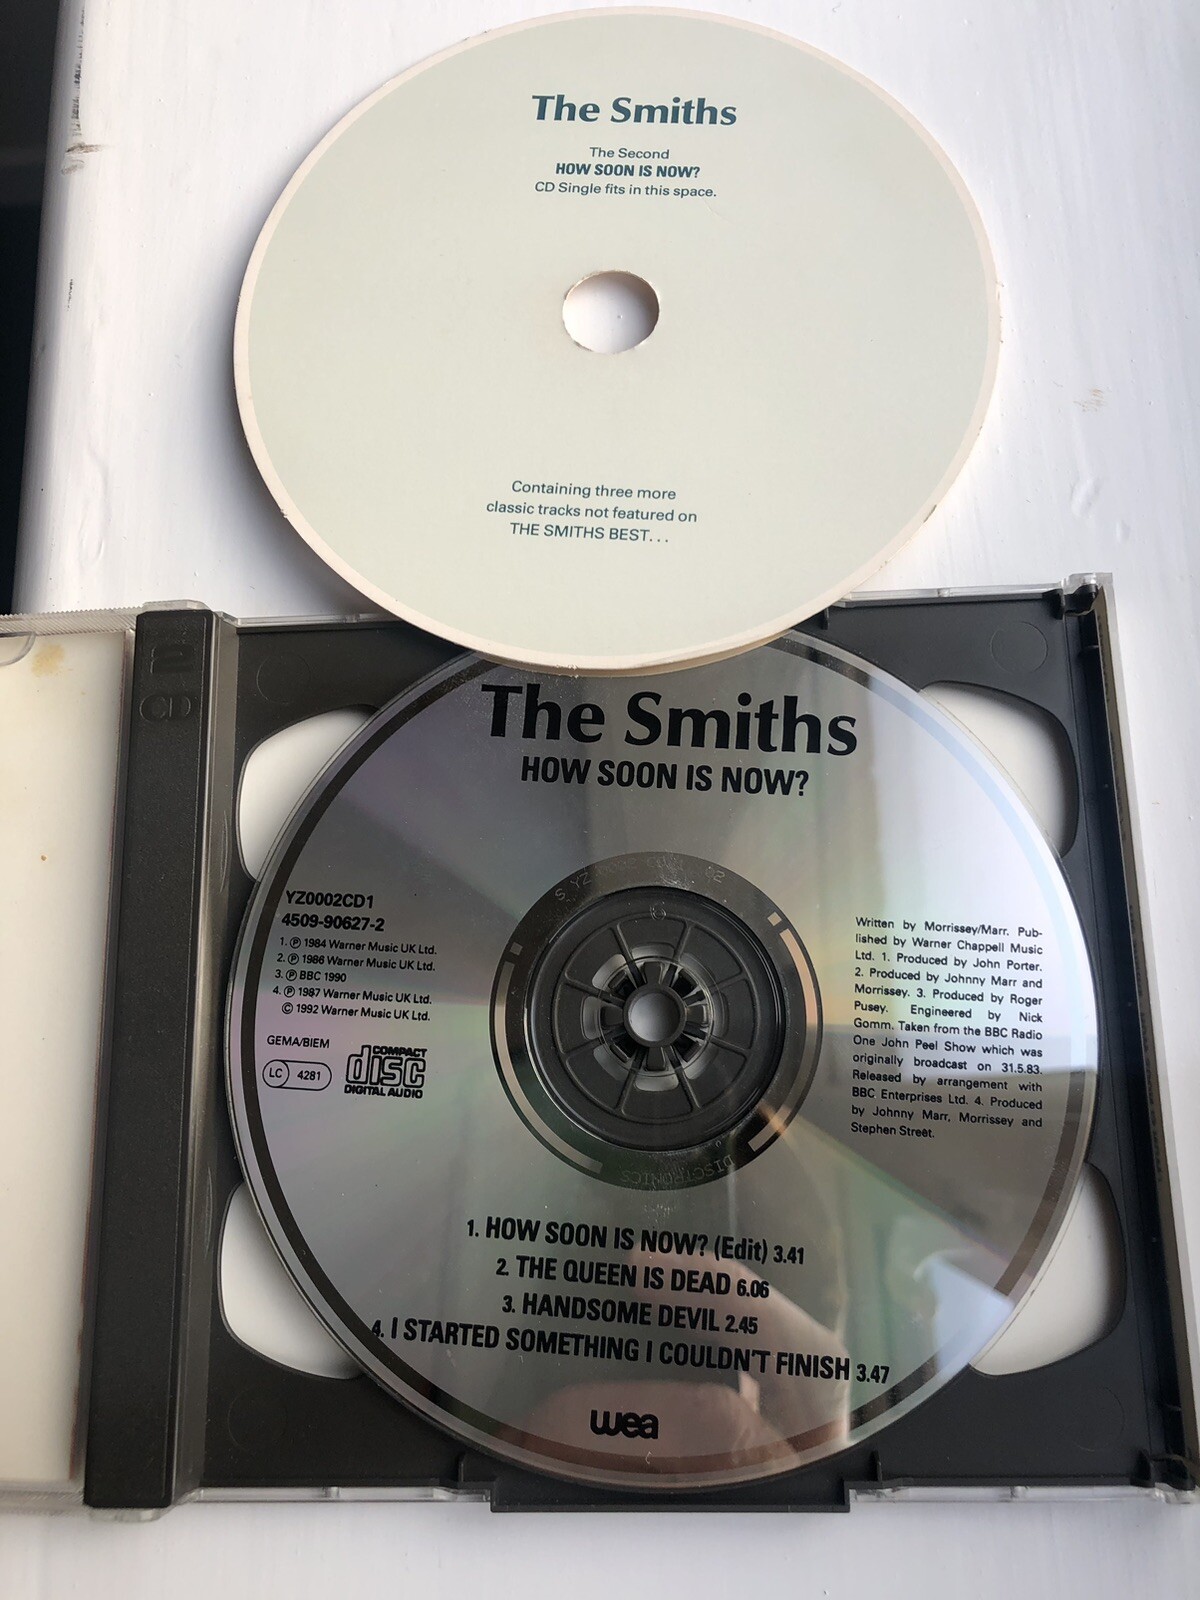 The Smiths
The Second
HOW SOON IS NOW?
CD Single fits in this space.
Containing three more
classic tracks not featured on
THE SMITHS BEST...
2
CD
The Smiths
HOW SOON IS NOW?
YZ0002CD1
4509-90627-2
1. ℗ 1984 Warner Music UK Ltd.
2. ℗ 1986 Warner Music UK Ltd.
3. ℗ BBC 1990
4. ℗ 1987 Warner Music UK Ltd.
© 1992 Warner Music UK Ltd.
GEMA/BIEM
LC 4281
COMPACT
disc
DIGITAL AUDIO
Written by Morrissey/Marr. Pub-
lished by Warner Chappell Music
Ltd. 1. Produced by John Porter.
2. Produced by Johnny Marr and
Morrissey. 3. Produced by Roger
Pusey. Engineered by Nick
Gomm. Taken from the BBC Radio
One John Peel Show which was
originally broadcast on 31.5.83.
Released by arrangement with
BBC Enterprises Ltd. 4. Produced
by Johnny Marr, Morrissey and
Stephen Street.
DISCTRONICS
1. HOW SOON IS NOW? (Edit) 3.41
2. THE QUEEN IS DEAD 6.06
3. HANDSOME DEVIL 2.45
4. I STARTED SOMETHING I COULDN'T FINISH 3.47
wea